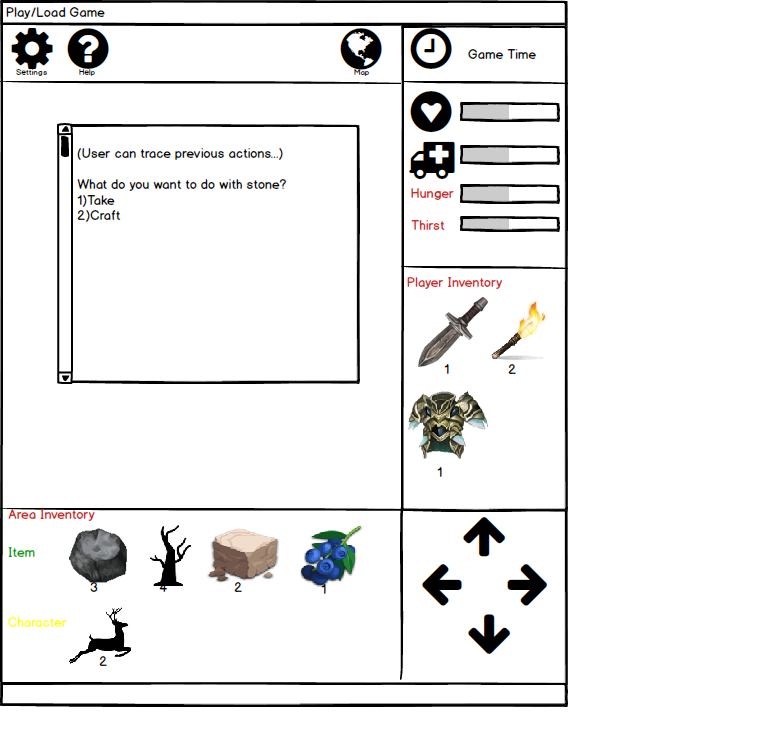 Play/Load Game
Settings
Help
Map
Game Time
(User can trace previous actions...)
What do you want to do with stone?
1)Take
2)Craft
Hunger
Thirst
Player Inventory
1
2
1
Area Inventory
Item
3
4
2
1
Character
2